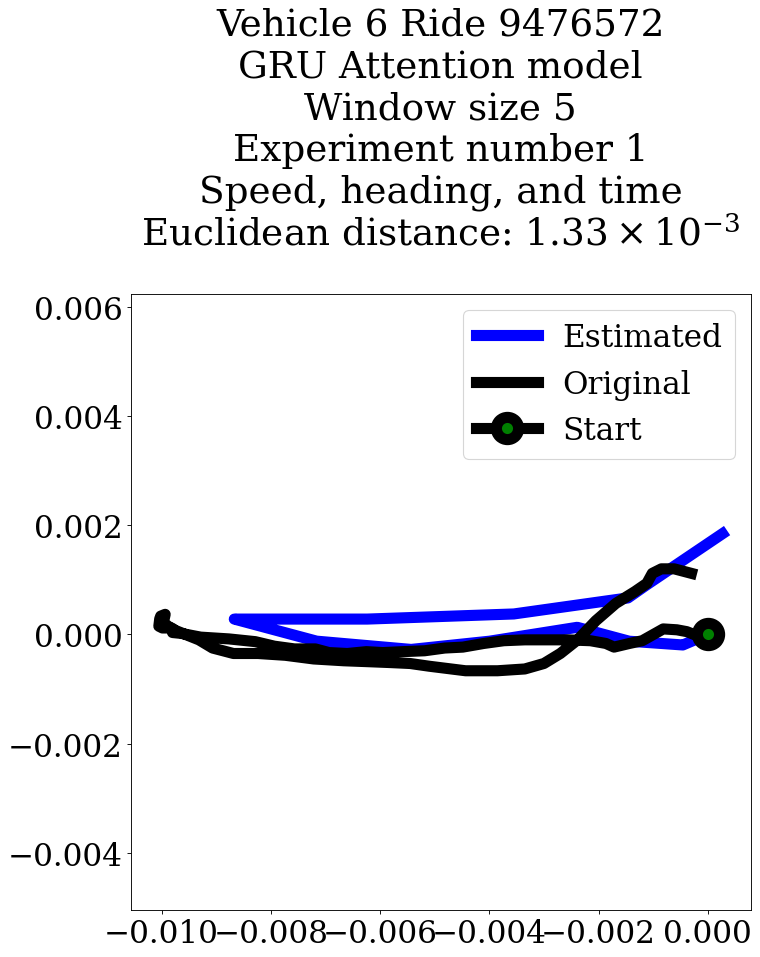 Vehicle 6 Ride 9476572
GRU Attention model
Window size 5
Experiment number 1
Speed, heading, and time
Euclidean distance: 1.33 × 10⁻³
0.006
0.004
0.002
0.000
−0.002
−0.004
Estimated
Original
Start
−0.010 −0.008 −0.006 −0.004 −0.002 0.000